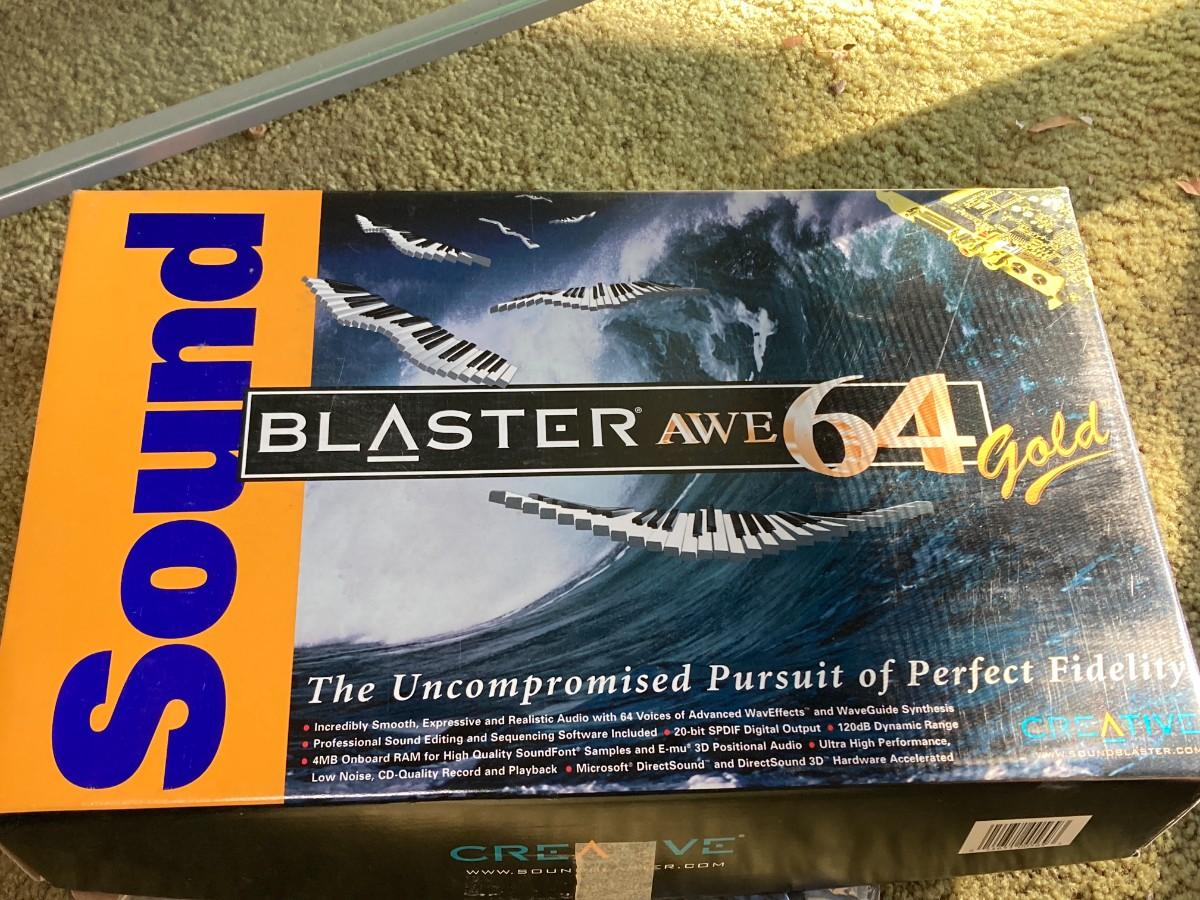 Sound
BLASTER® AWE64 Gold
The Uncompromised Pursuit of Perfect Fidelity
• Incredibly Smooth, Expressive and Realistic Audio with 64 Voices of Advanced WavEffects™ and WaveGuide Synthesis
• Professional Sound Editing and Sequencing Software Included • 20-bit SPDIF Digital Output • 120dB Dynamic Range
• 4MB Onboard RAM for High Quality SoundFont® Samples and E-mu® 3D Positional Audio • Ultra High Performance,
Low Noise, CD-Quality Record and Playback • Microsoft® DirectSound™ and DirectSound 3D™ Hardware Accelerated
CREATIVE
WWW.SOUNDBLASTER.COM
CREATIVE®